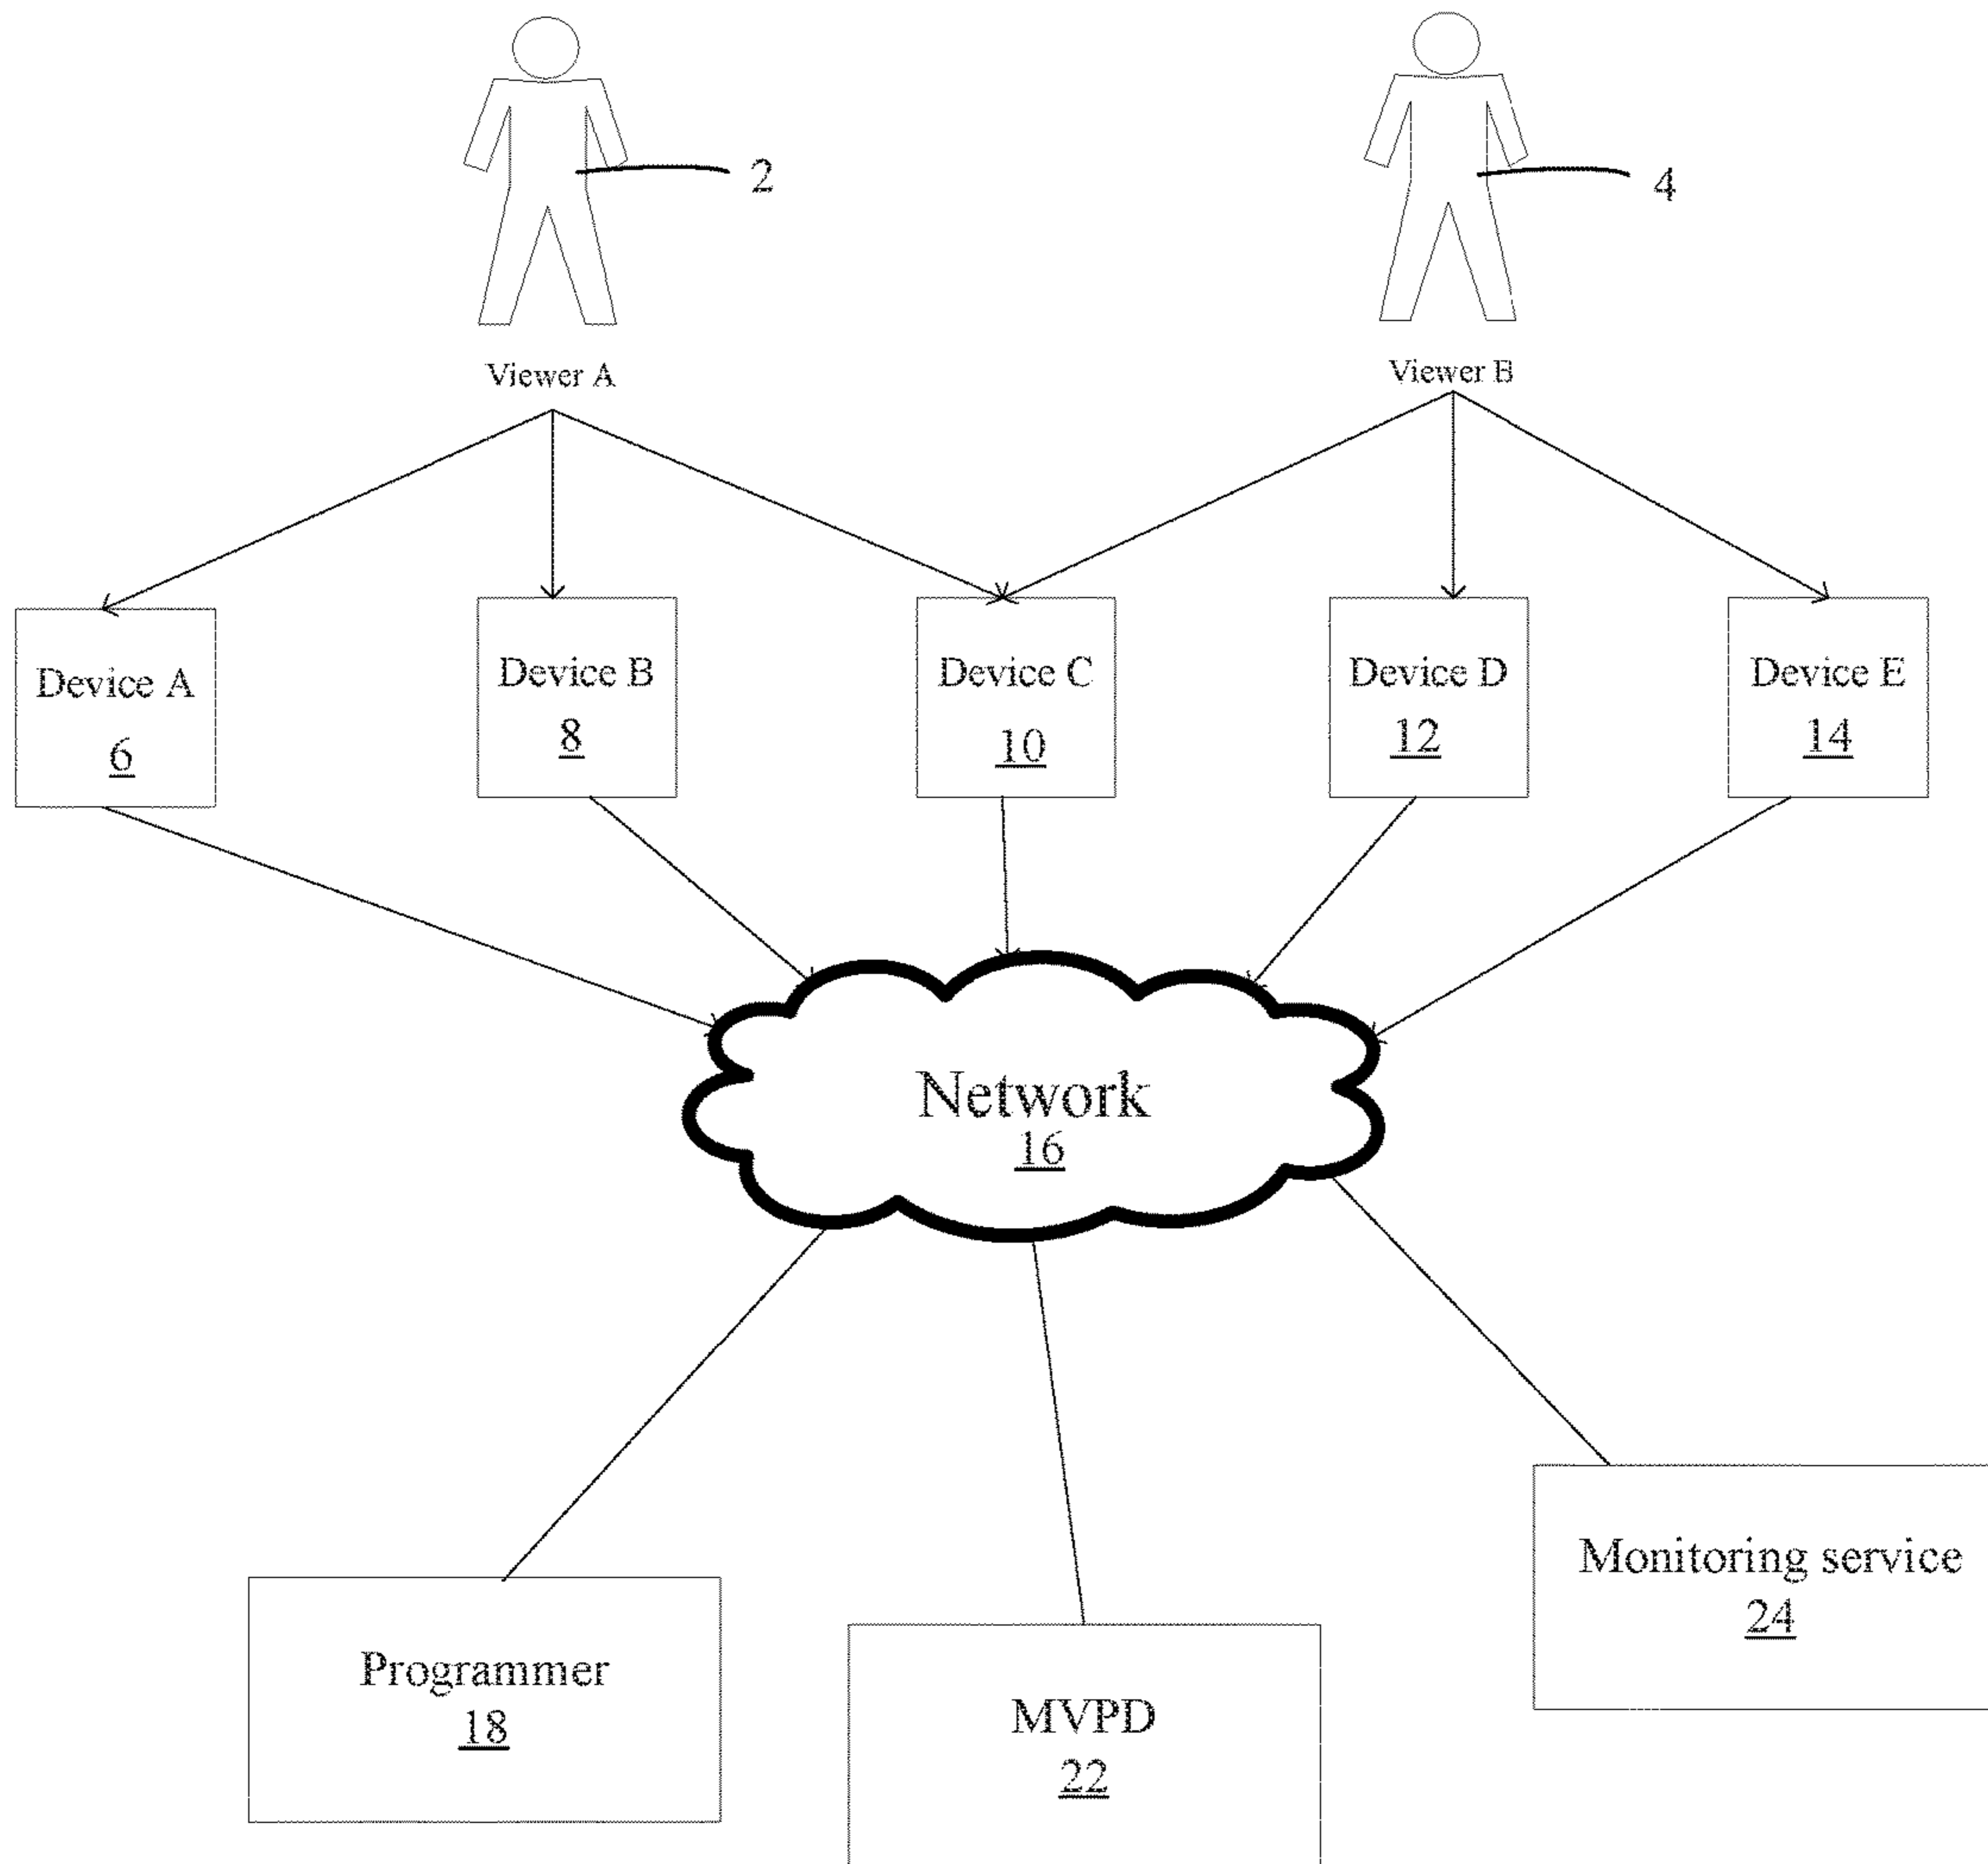 2
4
Viewer A
Viewer B
Device A
6
Device B
8
Device C
10
Device D
12
Device E
14
Network
16
Programmer
18
MVPD
22
Monitoring service
24